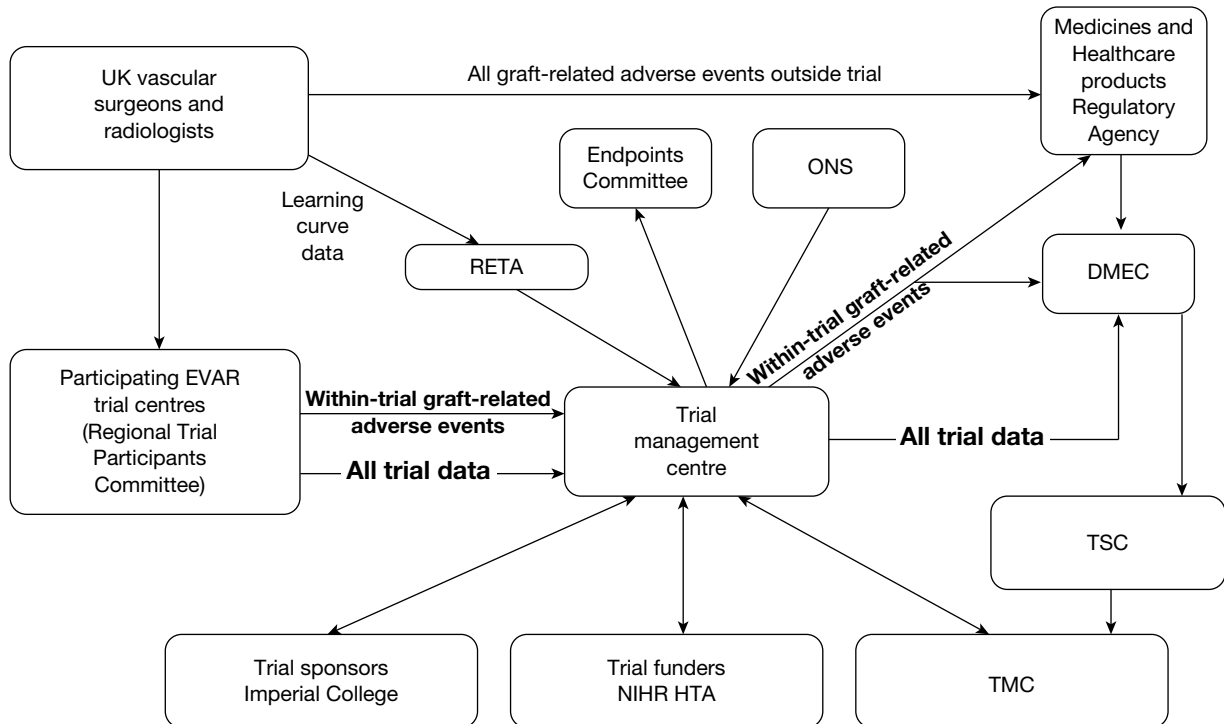 UK vascular
surgeons and
radiologists
All graft-related adverse events outside trial
Medicines and
Healthcare
products
Regulatory
Agency
Endpoints
Committee
ONS
Learning
curve
data
RETA
DMEC
Within-trial graft-related
adverse events
Participating EVAR
trial centres
(Regional Trial
Participants
Committee)
Within-trial graft-related
adverse events
All trial data
Trial
management
centre
All trial data
TSC
Trial sponsors
Imperial College
Trial funders
NIHR HTA
TMC